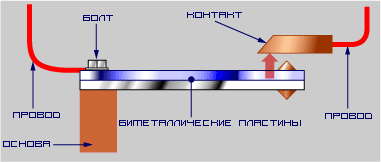 БОЛТ
КОНТАКТ
ПРОВОД
БИМЕТАЛЛИЧЕСКИЕ ПЛАСТИНЫ
ПРОВОД
ОСНОВА